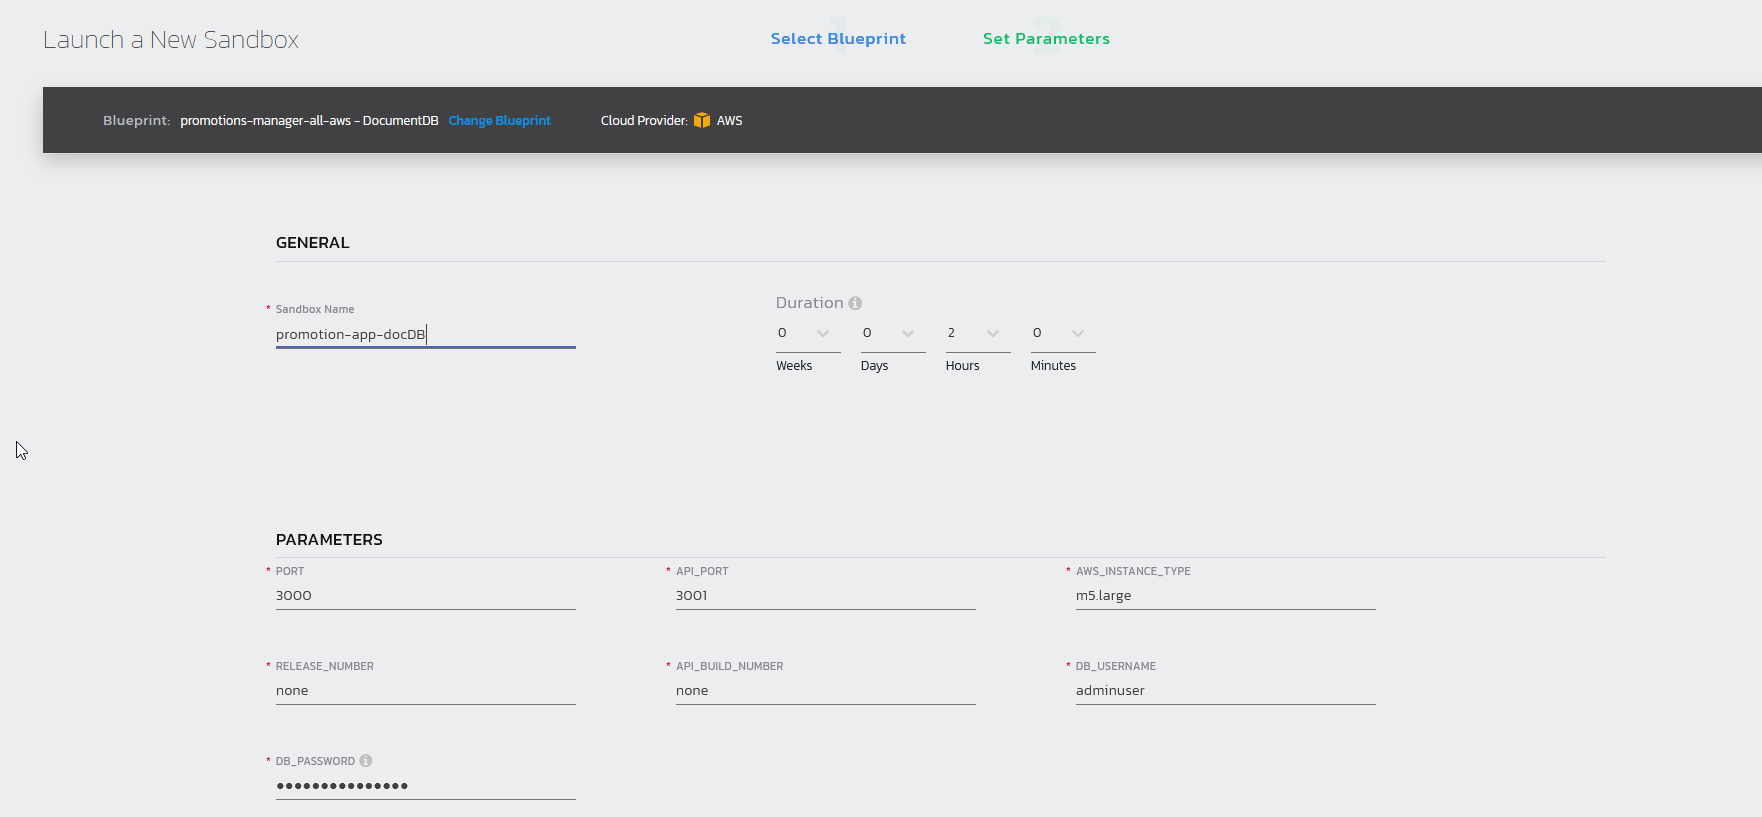 Launch a New Sandbox
1 2
Select Blueprint Set Parameters
Blueprint: promotions-manager-all-aws - DocumentDB Change Blueprint Cloud Provider: AWS
GENERAL
* Sandbox Name
promotion-app-docDB
Duration i
0 0 2 0
Weeks Days Hours Minutes
PARAMETERS
* PORT * API_PORT * AWS_INSTANCE_TYPE
3000 3001 m5.large
* RELEASE_NUMBER * API_BUILD_NUMBER * DB_USERNAME
none none adminuser
* DB_PASSWORD i
•••••••••••••••